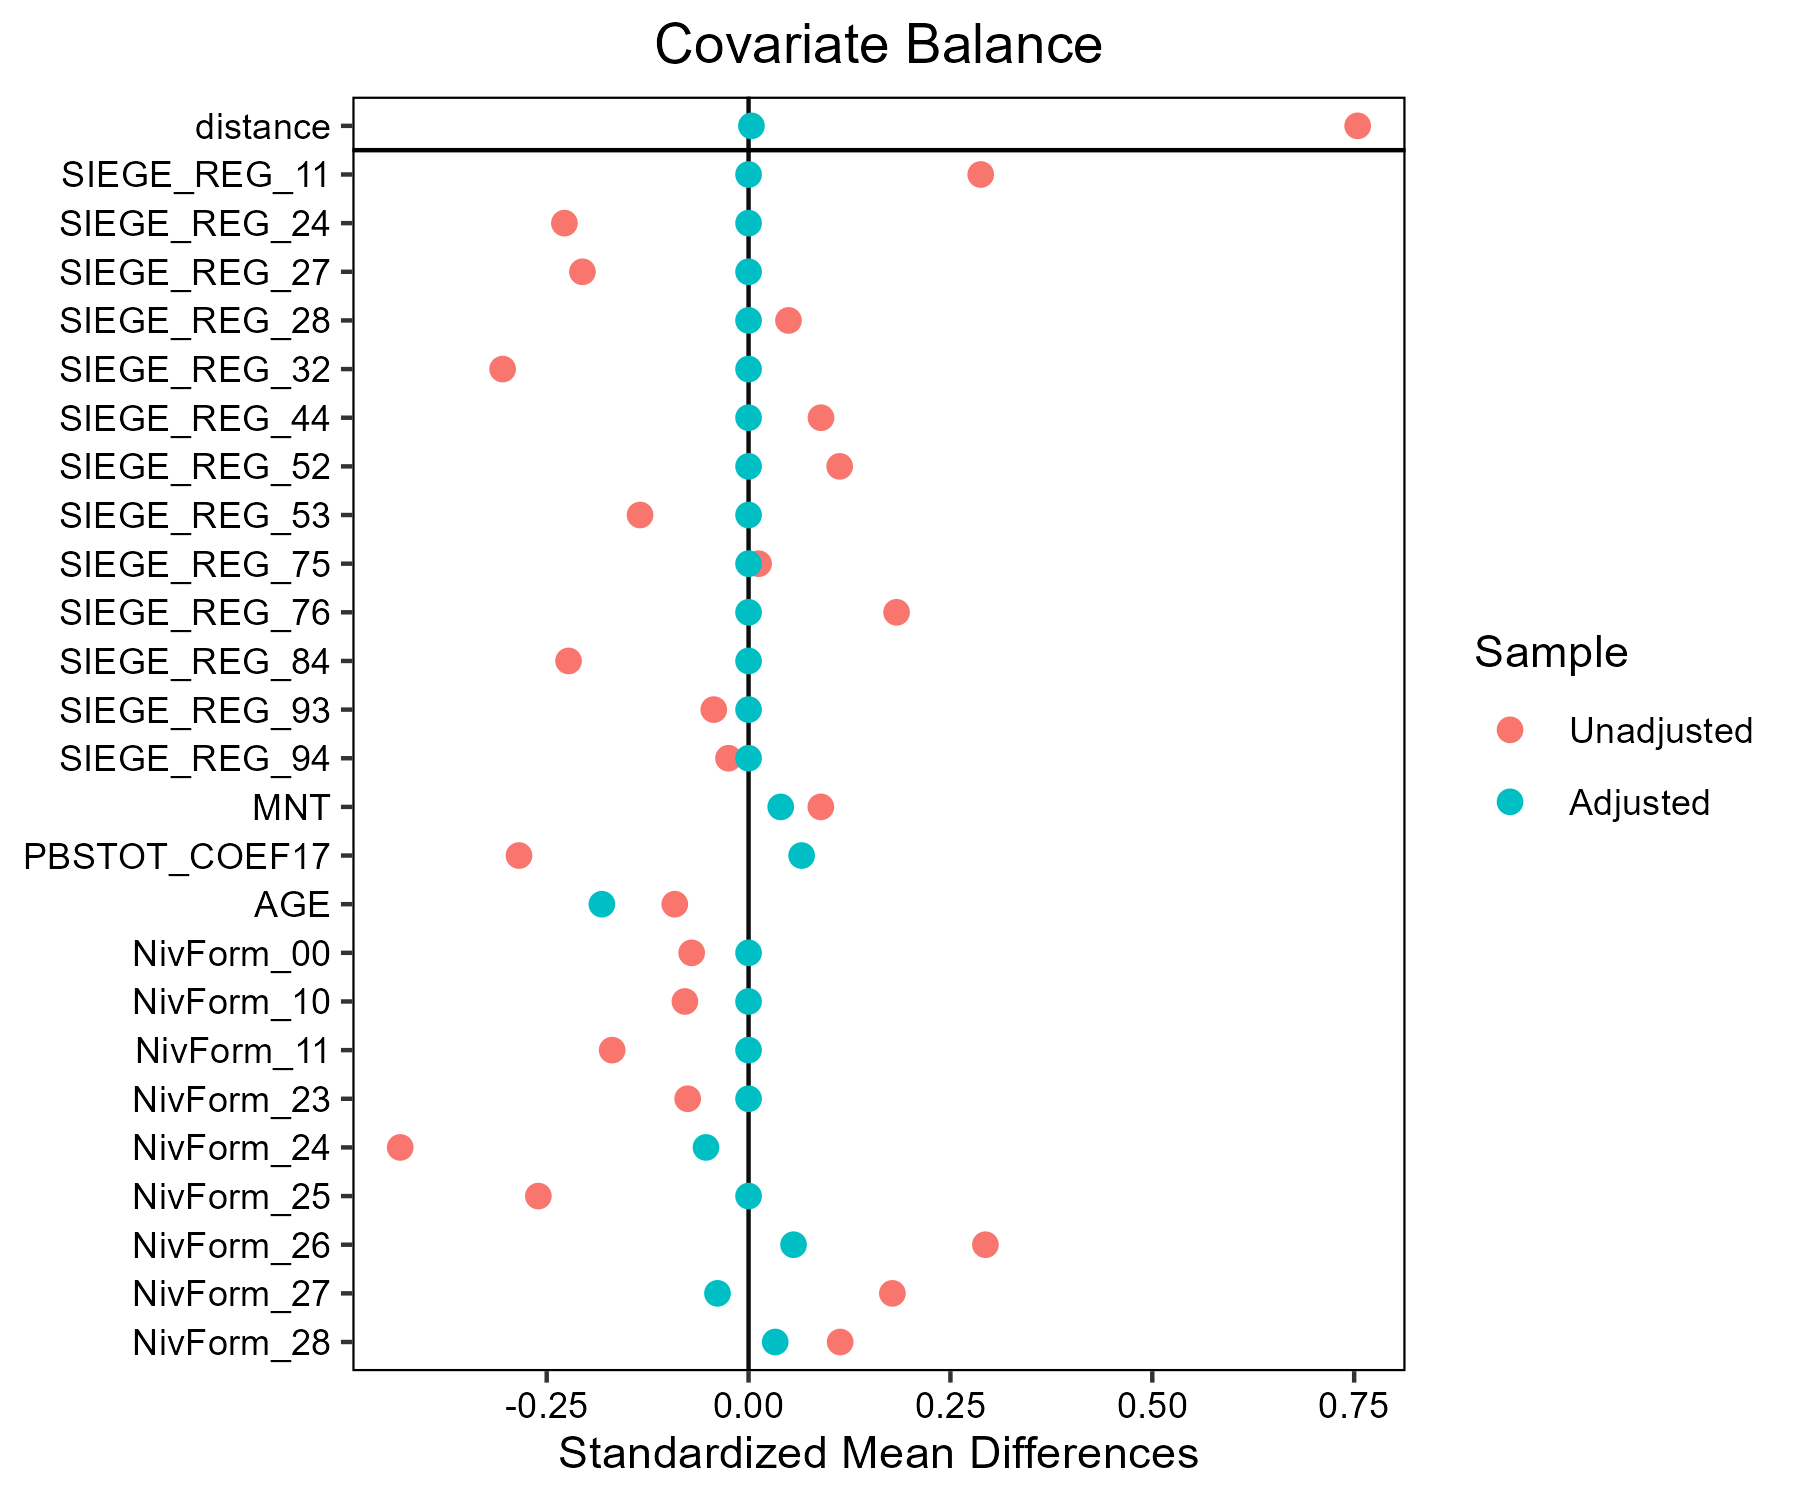 Covariate Balance
distance
SIEGE_REG_11
SIEGE_REG_24
SIEGE_REG_27
SIEGE_REG_28
SIEGE_REG_32
SIEGE_REG_44
SIEGE_REG_52
SIEGE_REG_53
SIEGE_REG_75
SIEGE_REG_76
SIEGE_REG_84
SIEGE_REG_93
SIEGE_REG_94
MNT
PBSTOT_COEF17
AGE
NivForm_00
NivForm_10
NivForm_11
NivForm_23
NivForm_24
NivForm_25
NivForm_26
NivForm_27
NivForm_28
-0.25 0.00 0.25 0.50 0.75
Standardized Mean Differences
Sample
Unadjusted
Adjusted